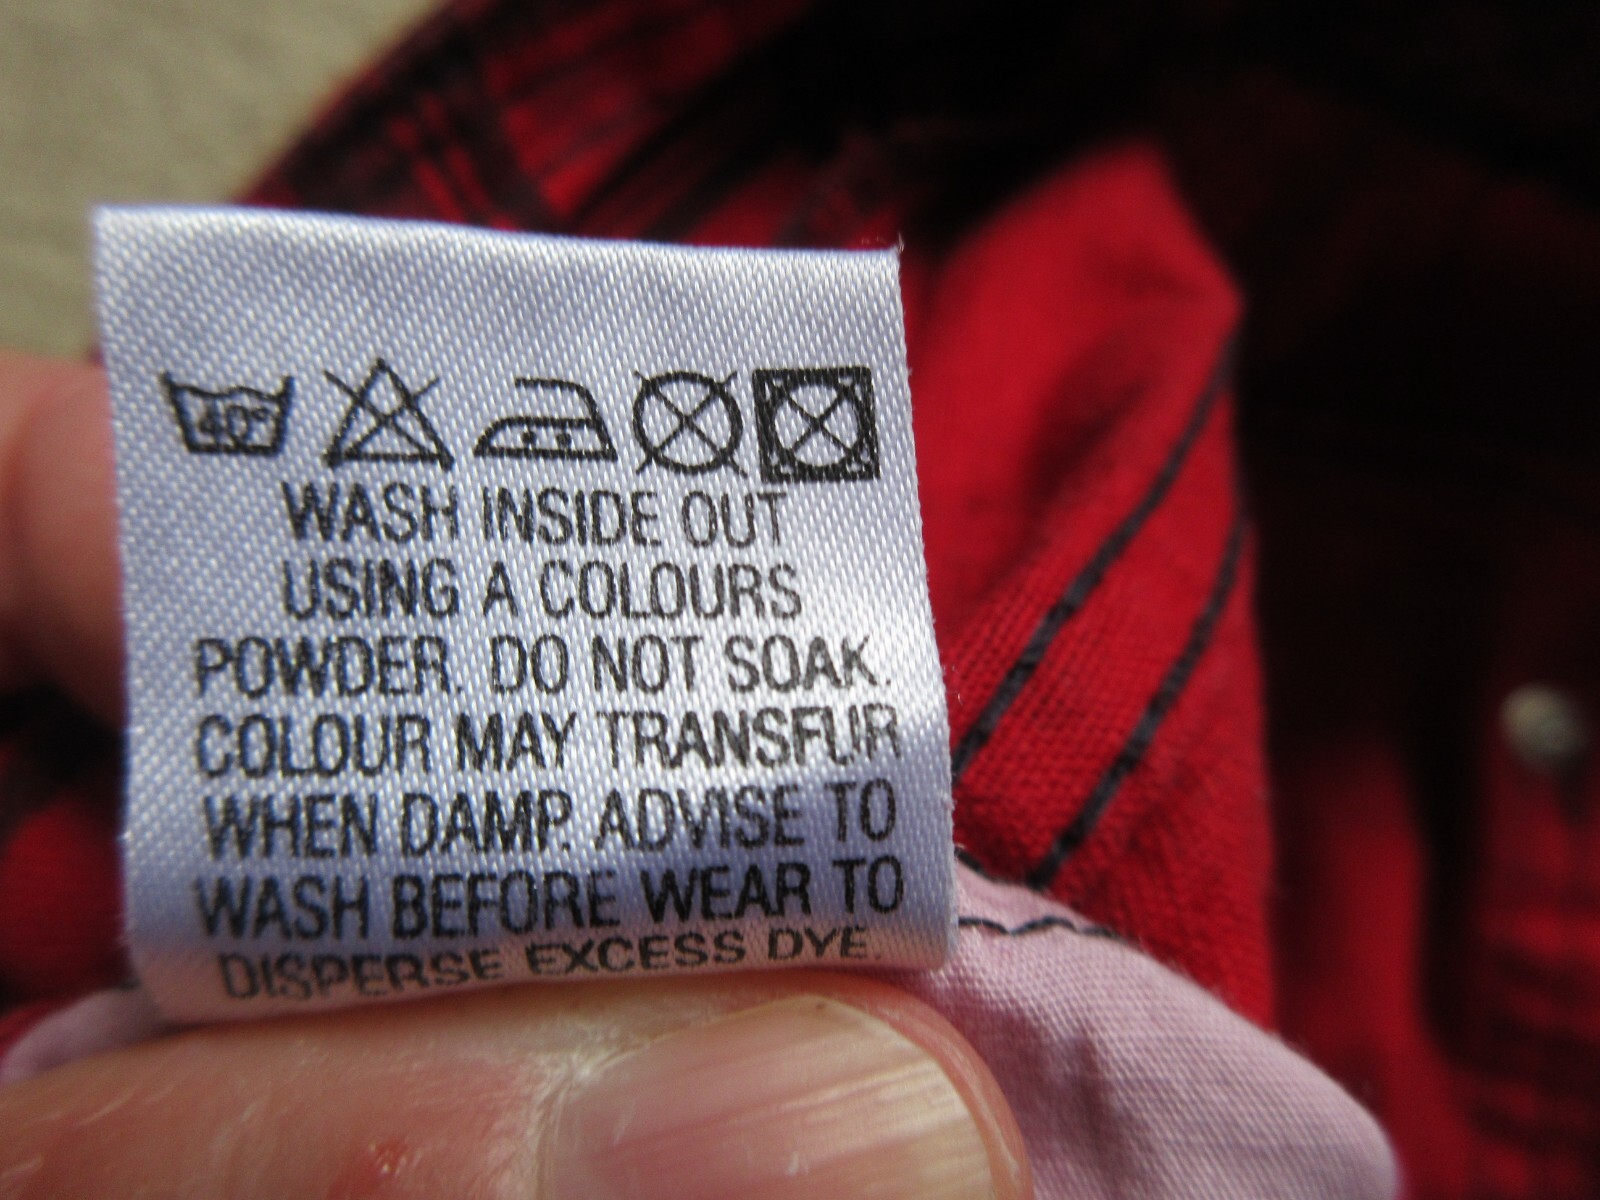 40°
WASH INSIDE OUT
USING A COLOURS
POWDER. DO NOT SOAK.
COLOUR MAY TRANSFUR
WHEN DAMP. ADVISE TO
WASH BEFORE WEAR TO
DISPERSE EXCESS DYE.